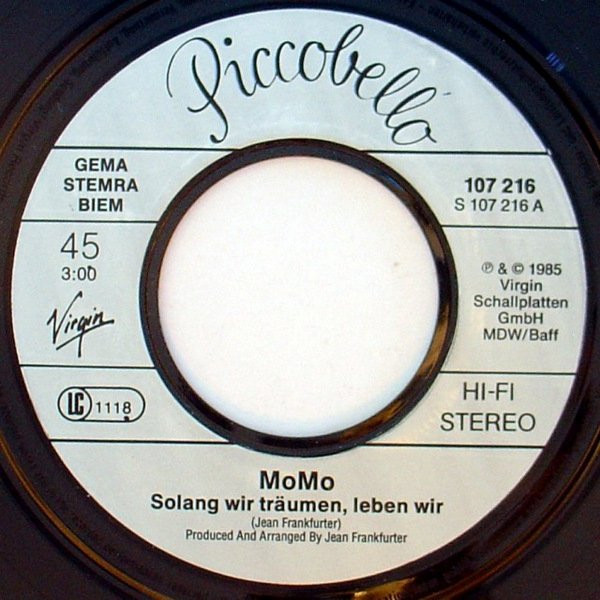 Piccobello
GEMA
STEMRA
BIEM
107 216
S 107 216 A
45
3:00
Virgin
℗ & © 1985
Virgin
Schallplatten
GmbH
MDW/Baff
LC 1118
HI-FI
STEREO
MoMo
Solang wir träumen, leben wir
(Jean Frankfurter)
Produced And Arranged By Jean Frankfurter